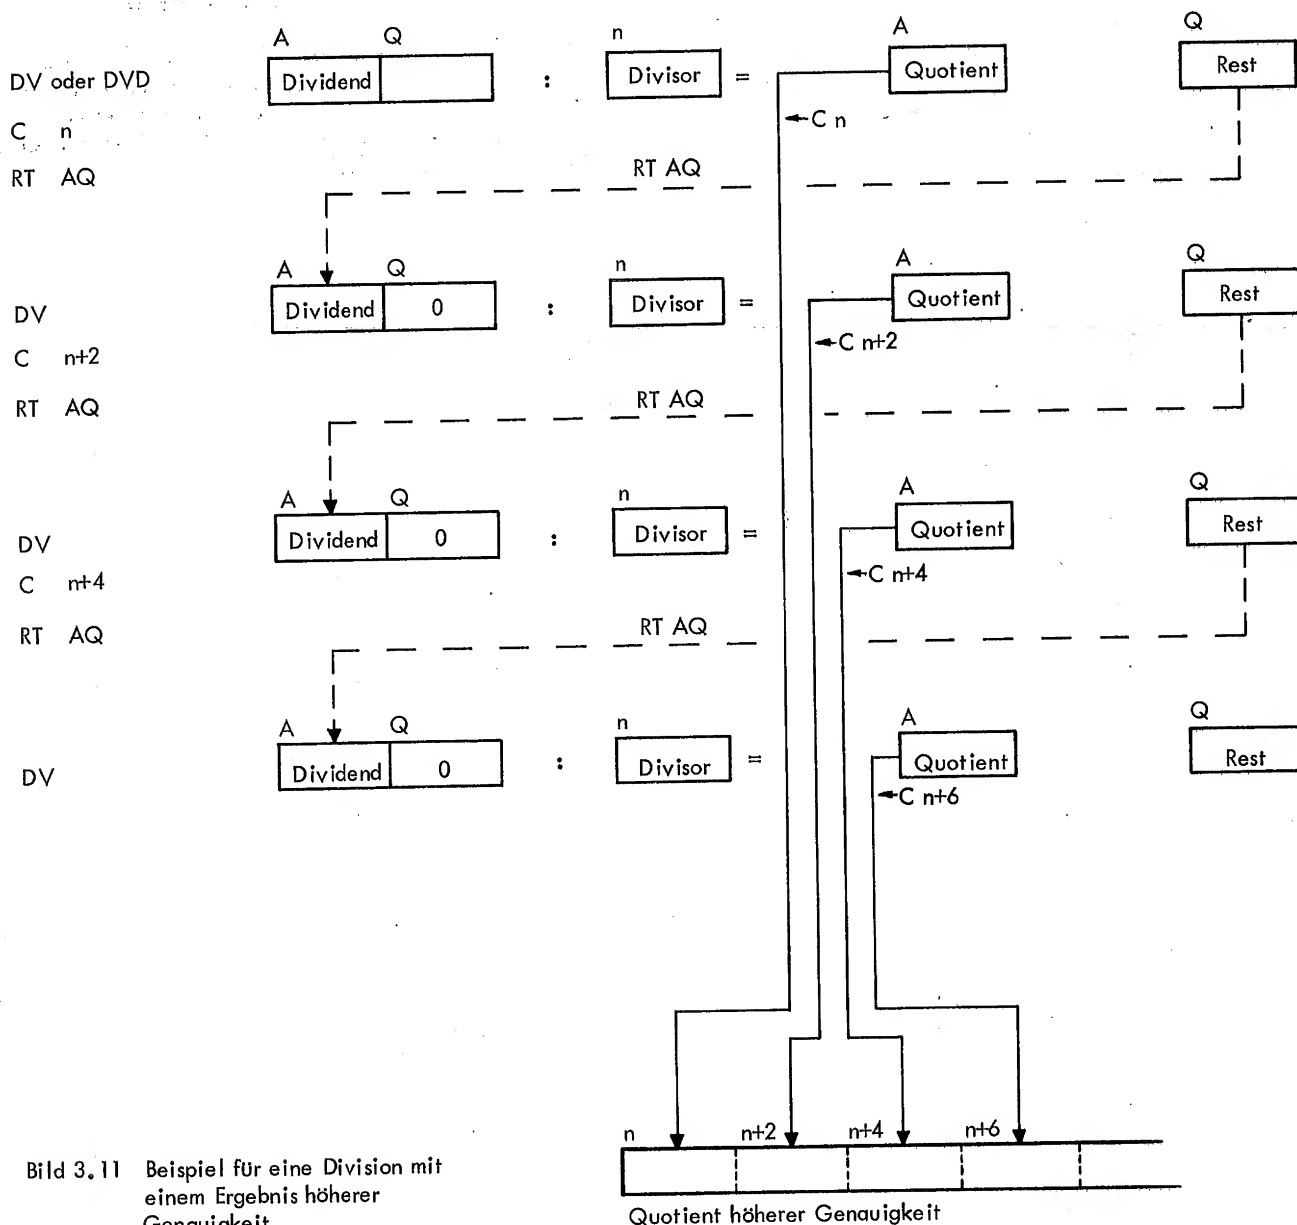 A Q n A Q
DV oder DVD Dividend : Divisor = Quotient Rest
C n C n
RT AQ RT AQ
A Q n A Q
DV Dividend 0 : Divisor = Quotient Rest
C n+2 C n+2
RT AQ RT AQ
A Q n A Q
DV Dividend 0 : Divisor = Quotient Rest
C n+4 C n+4
RT AQ RT AQ
A Q n A Q
DV Dividend 0 : Divisor = Quotient Rest
C n+6
n n+2 n+4 n+6
Bild 3.11 Beispiel für eine Division mit
einem Ergebnis höherer
Genauigkeit
Quotient höherer Genauigkeit